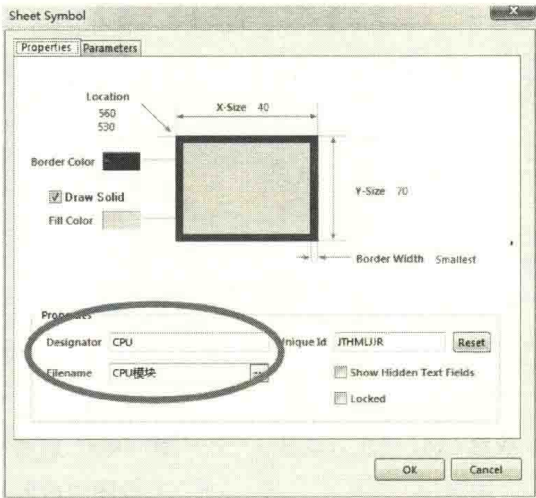 Sheet Symbol
Properties Parameters
Location
560
530
X-Size 40
Border Color
Draw Solid
Fill Color
Y-Size 70
Border Width Smallest
Properties
Designator CPU
Unique Id
Reset
Filename CPU模块
Show Hidden Text Fields
Locked
OK Cancel